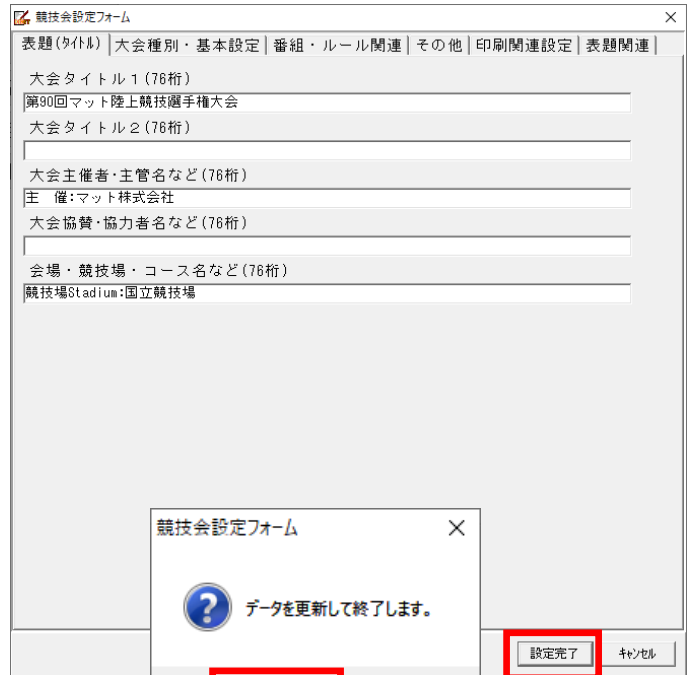 競技会設定フォーム
表題(タイトル) 大会種別・基本設定 番組・ルール関連 その他 印刷関連設定 表題関連
大会タイトル1(76桁)
第90回マット陸上競技選手権大会
大会タイトル2(76桁)
大会主催者・主管名など(76桁)
主　催:マット株式会社
大会協賛・協力者名など(76桁)
会場・競技場・コース名など(76桁)
競技場Stadium:国立競技場
競技会設定フォーム
データを更新して終了します。
設定完了 キャンセル